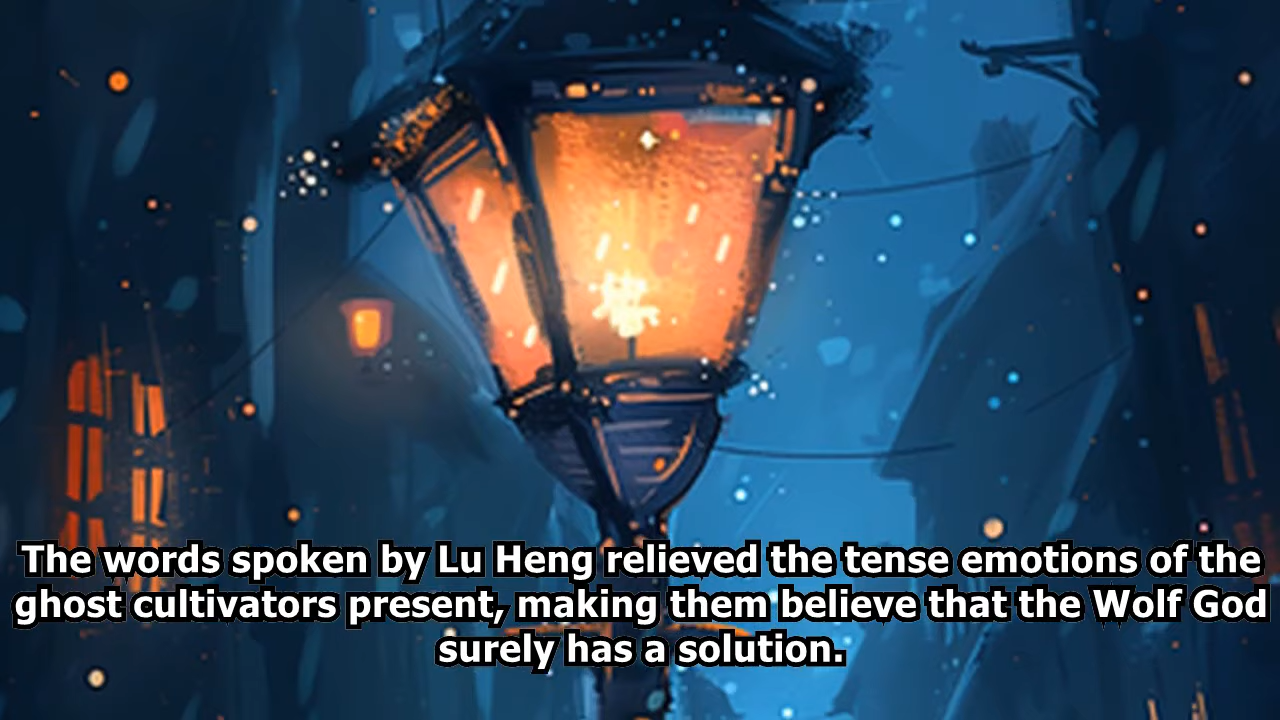 The words spoken by Lu Heng relieved the tense emotions of the
ghost cultivators present, making them believe that the Wolf God
surely has a solution.